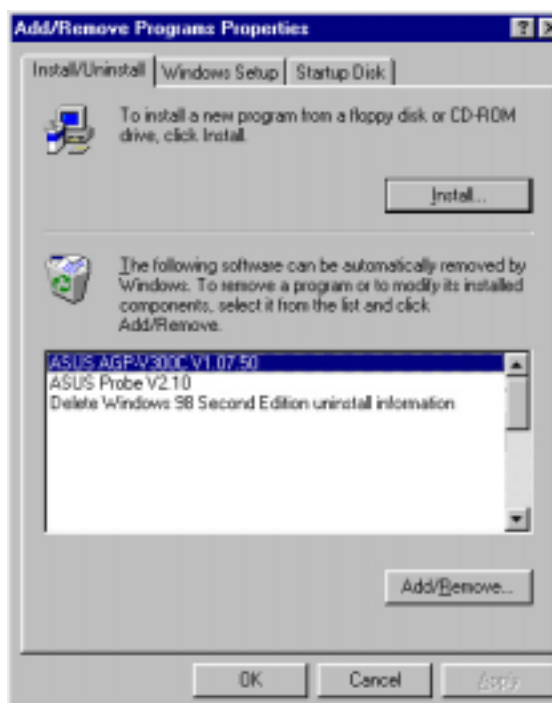 Add/Remove Programs Properties
Install/Uninstall Windows Setup Startup Disk
To install a new program from a floppy disk or CD-ROM
drive, click Install.
Install...
The following software can be automatically removed by
Windows. To remove a program or to modify its installed
components, select it from the list and click
Add/Remove.
ASUS AGP-V300C V1.07.50
ASUS Probe V2.10
Delete Windows 98 Second Edition uninstall information
Add/Remove...
OK Cancel Apply